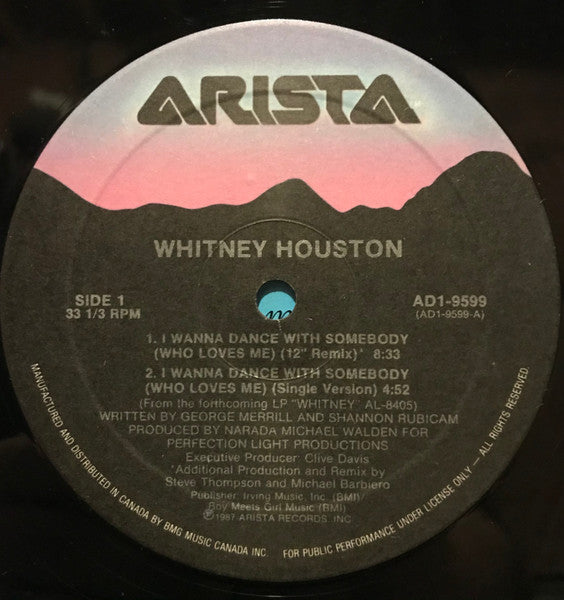 ARISTA
WHITNEY HOUSTON
SIDE 1
33 1/3 RPM
AD1-9599
(AD1-9599-A)
1. I WANNA DANCE WITH SOMEBODY
(WHO LOVES ME) (12" Remix)* 8:33
2. I WANNA DANCE WITH SOMEBODY
(WHO LOVES ME) (Single Version) 4:52
(From the forthcoming LP "WHITNEY" AL-8405)
WRITTEN BY GEORGE MERRILL AND SHANNON RUBICAM
PRODUCED BY NARADA MICHAEL WALDEN FOR
PERFECTION LIGHT PRODUCTIONS
Executive Producer: Clive Davis
*Additional Production and Remix by
Steve Thompson and Michael Barbiero
Publisher Irving Music, Inc (BMI)
Boy Meets Girl Music (BMI)
℗1987 ARISTA RECORDS, INC
MANUFACTURED AND DISTRIBUTED IN CANADA BY BMG MUSIC CANADA INC. FOR PUBLIC PERFORMANCE UNDER LICENSE ONLY — ALL RIGHTS RESERVED.